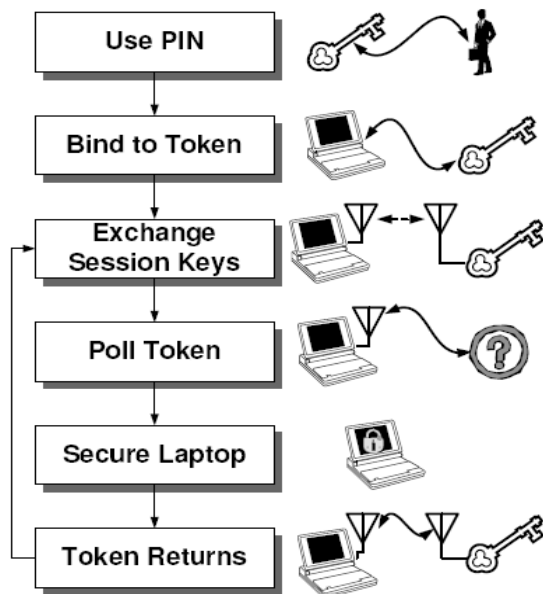 Use PIN
Bind to Token
Exchange
Session Keys
Poll Token
?
Secure Laptop
Token Returns